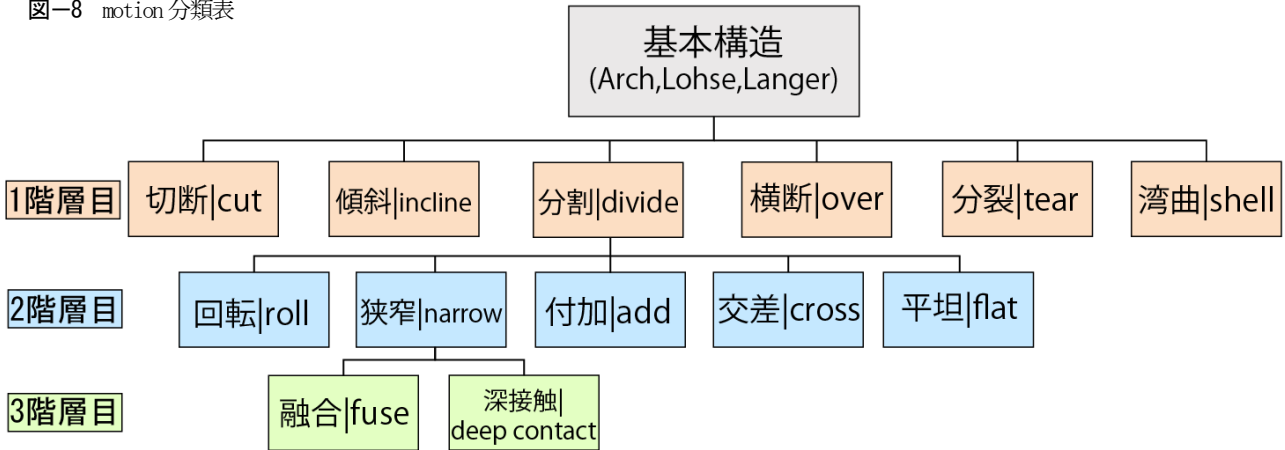 図－8 motion 分類表
基本構造
(Arch,Lohse,Langer)
1階層目
切断|cut
傾斜|incline
分割|divide
横断|over
分裂|tear
湾曲|shell
2階層目
回転|roll
狭窄|narrow
付加|add
交差|cross
平坦|flat
3階層目
融合|fuse
深接触|
deep contact